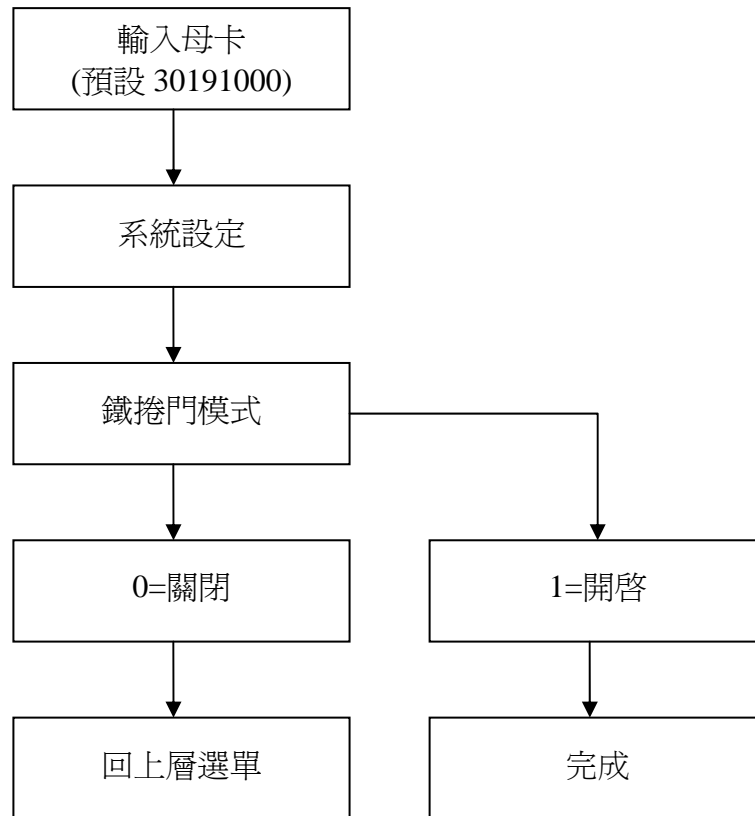 輸入母卡
(預設 30191000)
系統設定
鐵捲門模式
0=關閉
1=開啓
回上層選單
完成